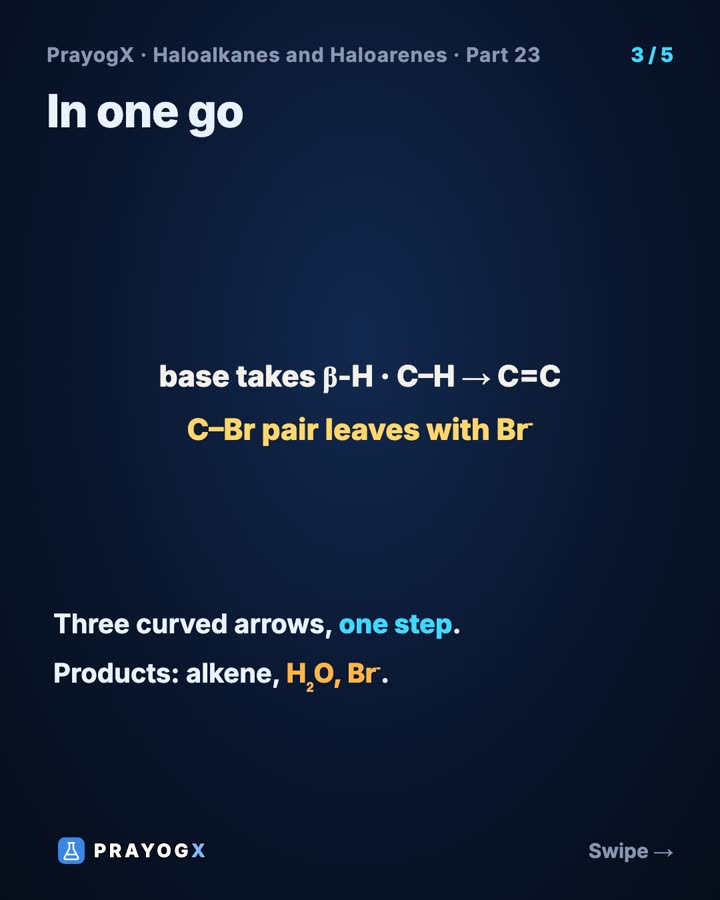 PrayogX · Haloalkanes and Haloarenes · Part 23
3 / 5
In one go
base takes β-H · C–H → C=C
C–Br pair leaves with Br⁻
Three curved arrows, one step.
Products: alkene, H₂O, Br⁻.
PRAYOGX
Swipe →